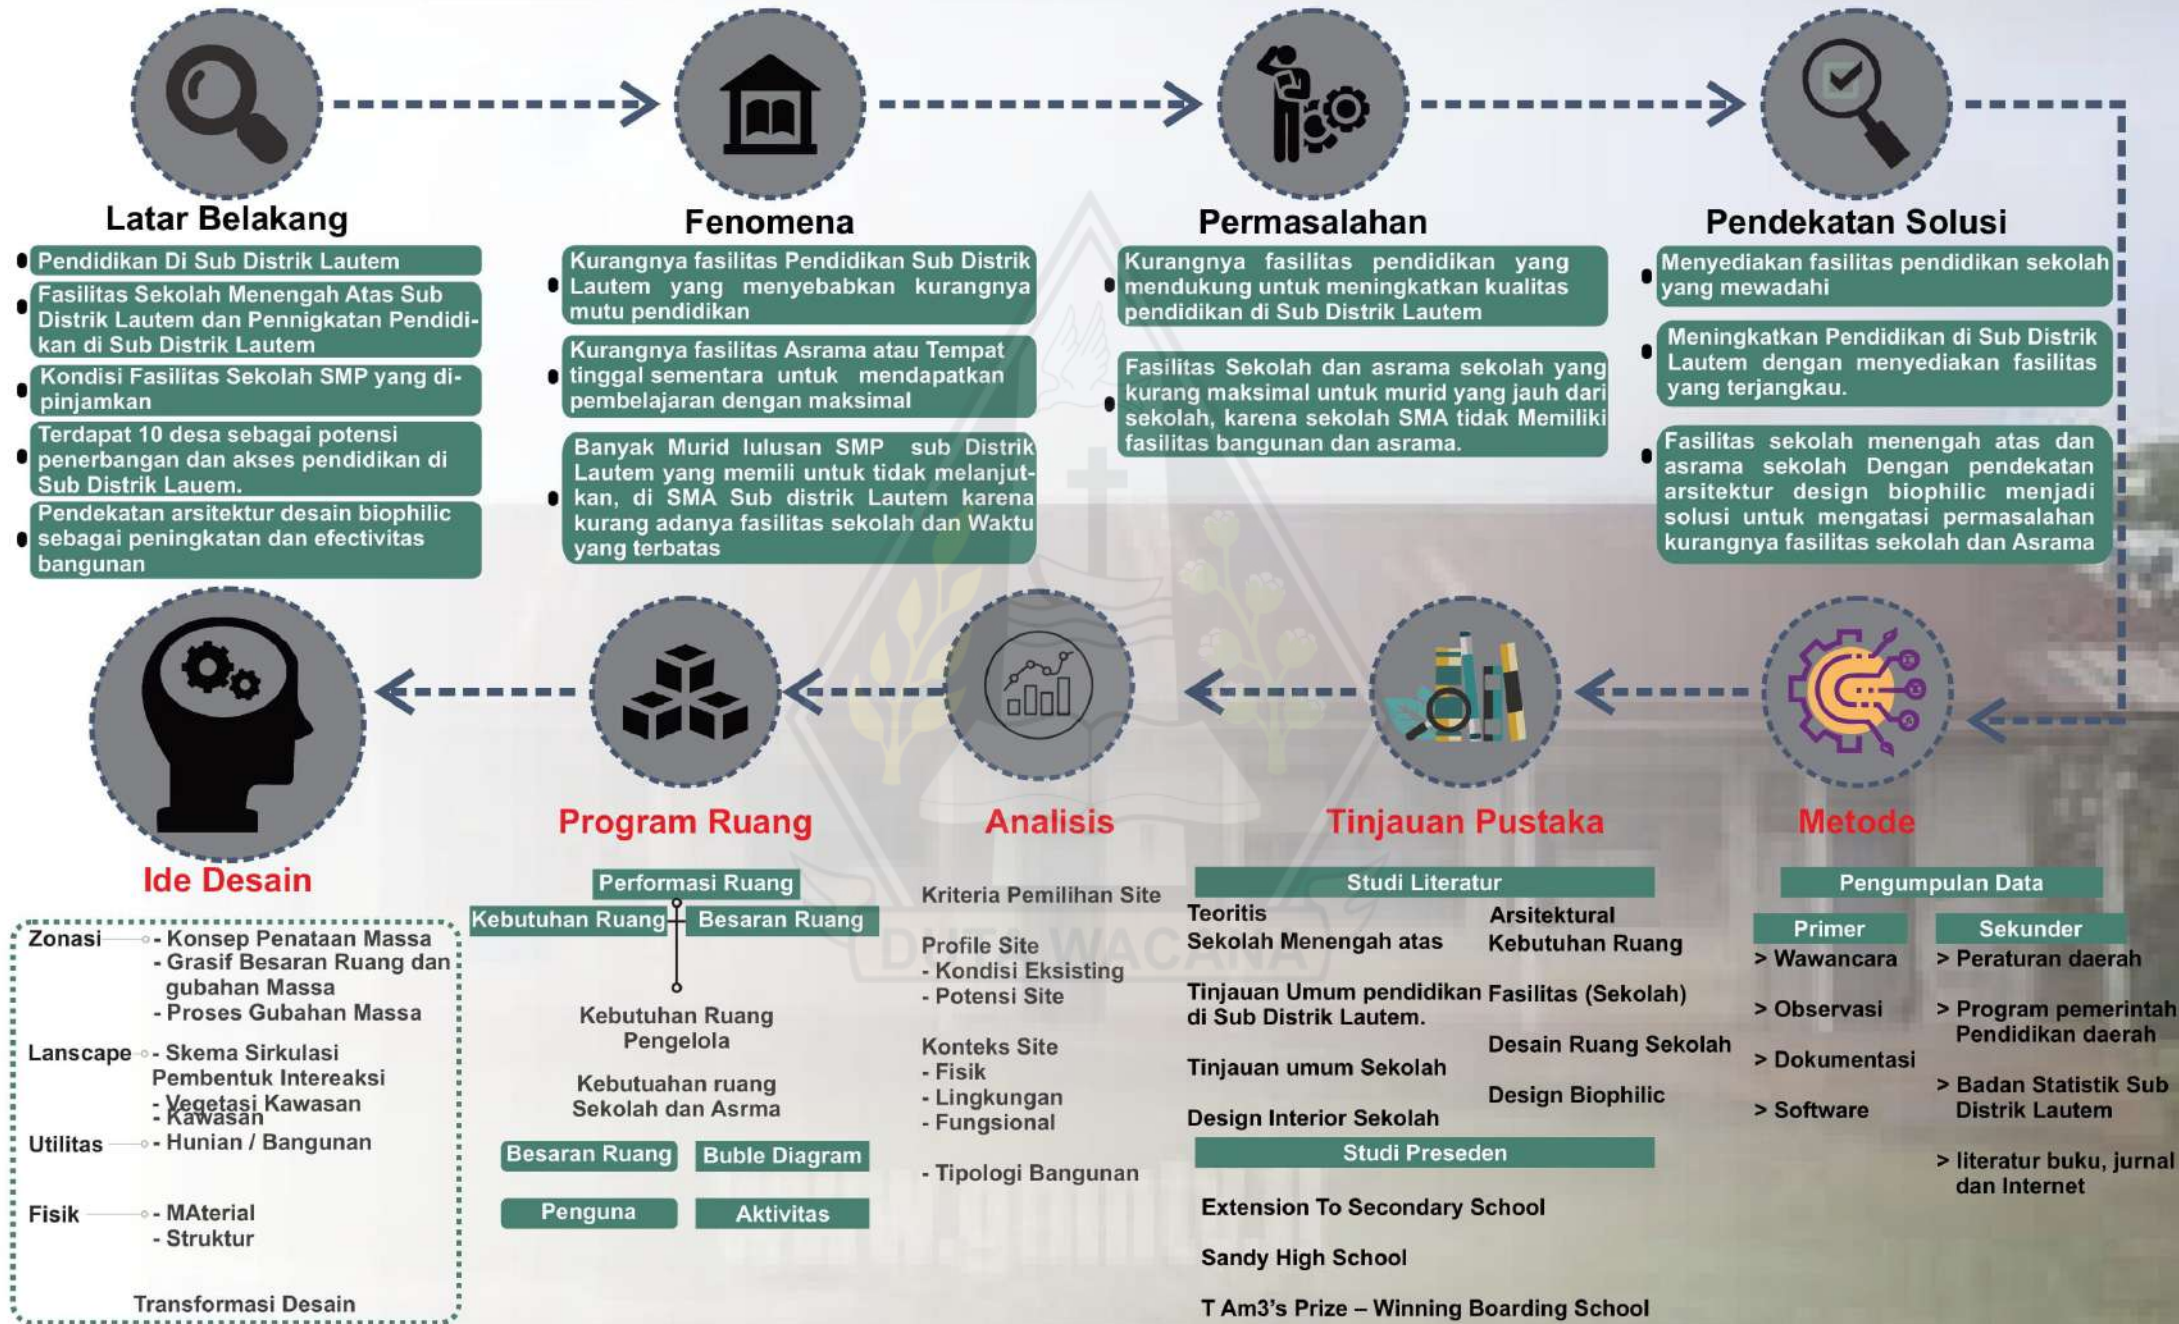 Latar Belakang
Pendidikan Di Sub Distrik Lautem
Fasilitas Sekolah Menengah Atas Sub
Distrik Lautem dan Pennigkatan Pendidi-
kan di Sub Distrik Lautem
Kondisi Fasilitas Sekolah SMP yang di-
pinjamkan
Terdapat 10 desa sebagai potensi
penerbangan dan akses pendidikan di
Sub Distrik Lauem.
Pendekatan arsitektur desain biophilic
sebagai peningkatan dan efectivitas
bangunan
Fenomena
Kurangnya fasilitas Pendidikan Sub Distrik
Lautem yang menyebabkan kurangnya
mutu pendidikan
Kurangnya fasilitas Asrama atau Tempat
tinggal sementara untuk mendapatkan
pembelajaran dengan maksimal
Banyak Murid lulusan SMP sub Distrik
Lautem yang memili untuk tidak melanjut-
kan, di SMA Sub distrik Lautem karena
kurang adanya fasilitas sekolah dan Waktu
yang terbatas
Permasalahan
Kurangnya fasilitas pendidikan yang
mendukung untuk meningkatkan kualitas
pendidikan di Sub Distrik Lautem
Fasilitas Sekolah dan asrama sekolah yang
kurang maksimal untuk murid yang jauh dari
sekolah, karena sekolah SMA tidak Memiliki
fasilitas bangunan dan asrama.
Pendekatan Solusi
Menyediakan fasilitas pendidikan sekolah
yang mewadahi
Meningkatkan Pendidikan di Sub Distrik
Lautem dengan menyediakan fasilitas
yang terjangkau.
Fasilitas sekolah menengah atas dan
asrama sekolah Dengan pendekatan
arsitektur design biophilic menjadi
solusi untuk mengatasi permasalahan
kurangnya fasilitas sekolah dan Asrama
Metode
Pengumpulan Data
Primer
> Wawancara
> Observasi
> Dokumentasi
> Software
Sekunder
> Peraturan daerah
> Program pemerintah
Pendidikan daerah
> Badan Statistik Sub
Distrik Lautem
> literatur buku, jurnal
dan Internet
Tinjauan Pustaka
Studi Literatur
Teoritis
Sekolah Menengah atas
Tinjauan Umum pendidikan
di Sub Distrik Lautem.
Tinjauan umum Sekolah
Design Interior Sekolah
Arsitektural
Kebutuhan Ruang
Fasilitas (Sekolah)
Desain Ruang Sekolah
Design Biophilic
Studi Preseden
Extension To Secondary School
Sandy High School
T Am3's Prize – Winning Boarding School
Analisis
Kriteria Pemilihan Site
Profile Site
- Kondisi Eksisting
- Potensi Site
Konteks Site
- Fisik
- Lingkungan
- Fungsional
- Tipologi Bangunan
Program Ruang
Performasi Ruang
Kebutuhan Ruang
Besaran Ruang
Kebutuhan Ruang
Pengelola
Kebutuahan ruang
Sekolah dan Asrma
Besaran Ruang
Buble Diagram
Penguna
Aktivitas
Ide Desain
Zonasi - Konsep Penataan Massa
- Grasif Besaran Ruang dan
gubahan Massa
- Proses Gubahan Massa
Lanscape - Skema Sirkulasi
Pembentuk Intereaksi
- Vegetasi Kawasan
- Kawasan
Utilitas - Hunian / Bangunan
Fisik - MAterial
- Struktur
Transformasi Desain
DUTA WACANA